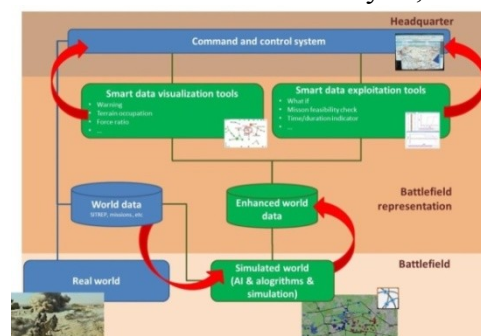 Headquarter
Command and control system
Smart data visualization tools
• Warning
• Terrain occupation
• Force ratio
• ...
Smart data exploitation tools
• What if
• Misson feasibility check
• Time/duration indicator
• ...
World data
SITREP, missions, etc
Enhanced world
data
Battlefield
representation
Battlefield
Real world
Simulated world
(AI & alogrithms &
simulation)